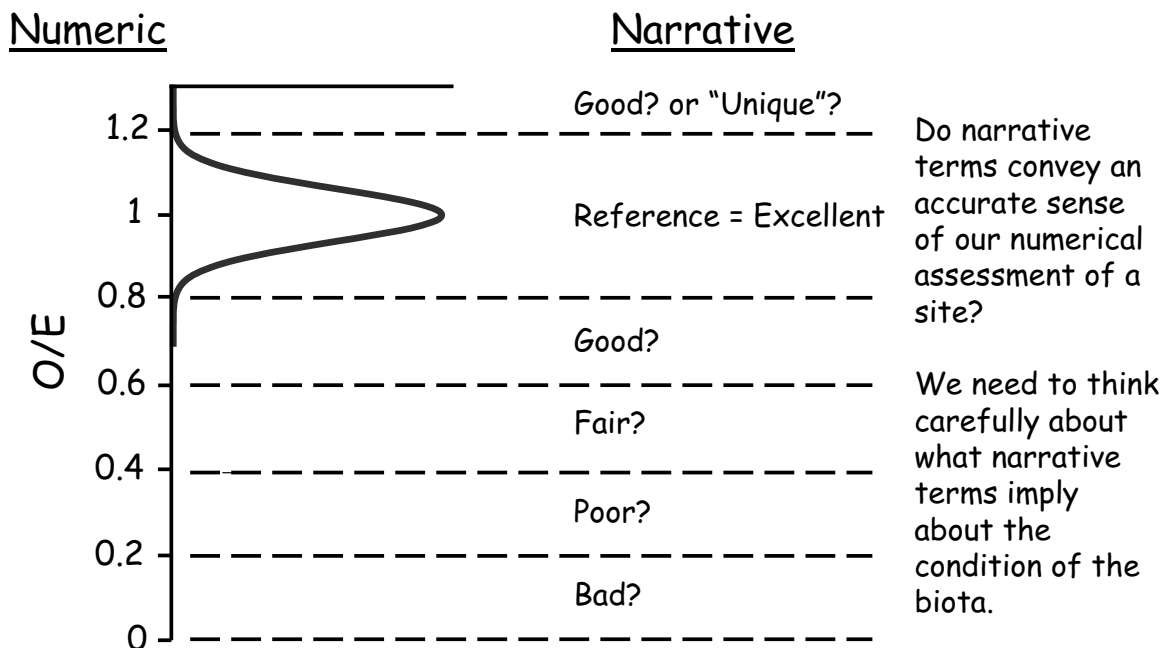 Numeric
Narrative
Good? or “Unique”?
1.2
Reference = Excellent
1
0.8
Good?
O/E
0.6
Fair?
0.4
Poor?
0.2
Bad?
0
Do narrative
terms convey an
accurate sense
of our numerical
assessment of a
site?
We need to think
carefully about
what narrative
terms imply
about the
condition of the
biota.